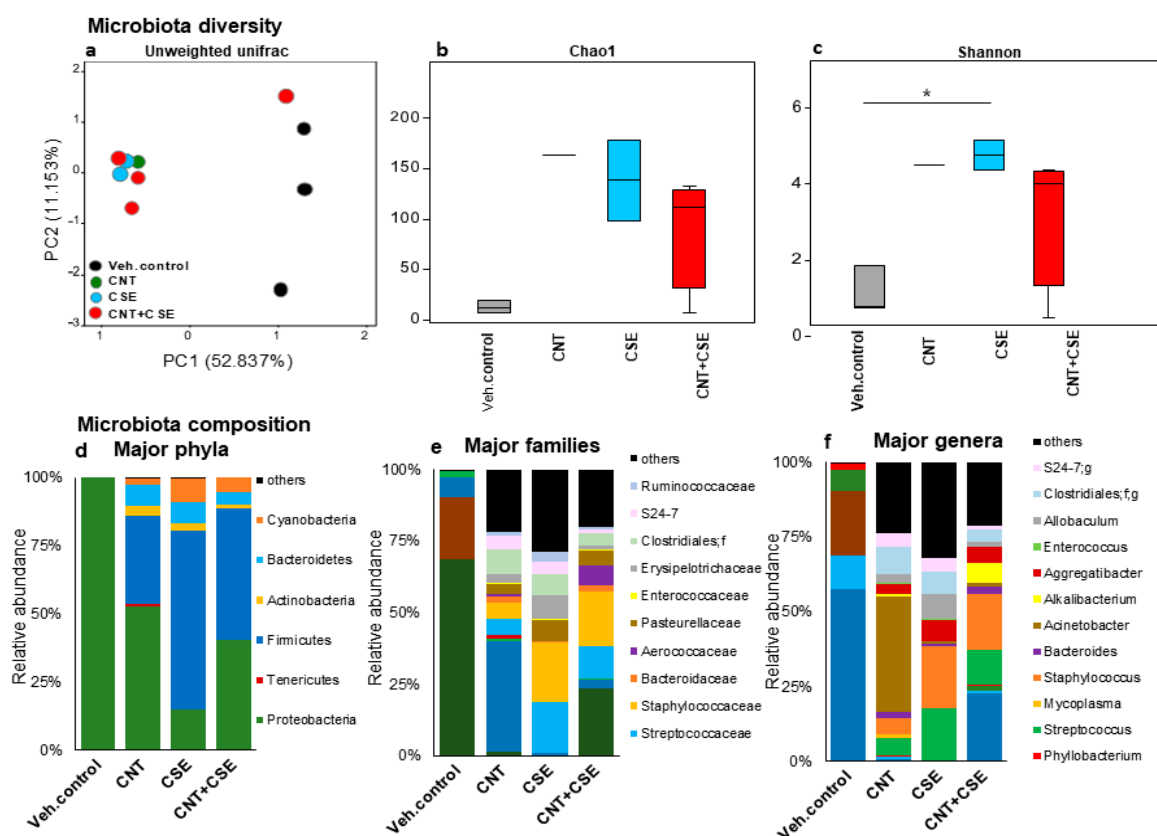 Microbiota diversity
a
Unweighted unifrac
2
1
0
-1
-2
-3
PC2 (11.153%)
Veh.control
CNT
CSE
CNT+CSE
1
0
1
2
PC1 (52.837%)
b
Chao1
200
150
100
50
0
Veh.control
CNT
CSE
CNT+CSE
c
Shannon
6
4
2
0
*
Veh.control
CNT
CSE
CNT+CSE
Microbiota composition
d
Major phyla
100%
75%
50%
25%
0%
Relative abundance
Veh.control
CNT
CSE
CNT+CSE
others
Cyanobacteria
Bacteroidetes
Actinobacteria
Firmicutes
Tenericutes
Proteobacteria
e
Major families
100%
75%
50%
25%
0%
Relative abundance
Veh.control
CNT
CSE
CNT+CSE
others
Ruminococcaceae
S24-7
Clostridiales;f
Erysipelotrichaceae
Enterococcaceae
Pasteurellaceae
Aerococcaceae
Bacteroidaceae
Staphylococcaceae
Streptococcaceae
f
Major genera
100%
75%
50%
25%
0%
Relative abundance
Veh.control
CNT
CSE
CNT+CSE
others
S24-7;g
Clostridiales;f;g
Allobaculum
Enterococcus
Aggregatibacter
Alkalibacterium
Acinetobacter
Bacteroides
Staphylococcus
Mycoplasma
Streptococcus
Phyllobacterium